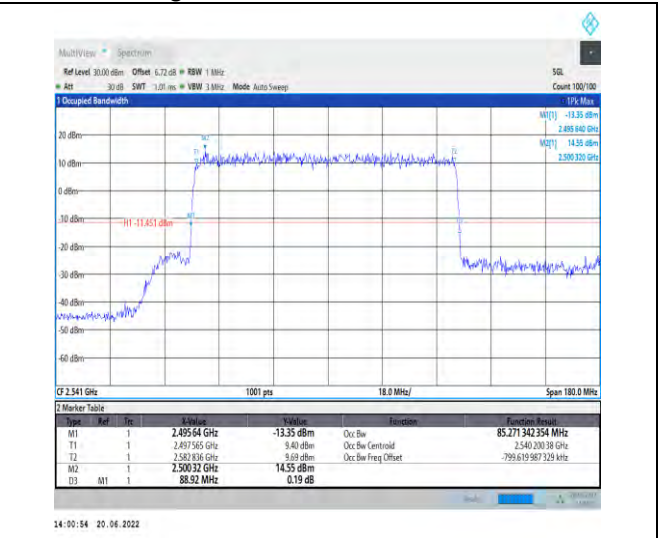 MultiView Spectrum
Ref Level 30.00 dBm Offset 6.72 dB RBW 1 MHz SGL
Att 30 dB SWT 1.01 ms VBW 3 MHz Mode Auto Sweep Count 100/100
1 Occupied Bandwidth 1Pk Max
M1[1] -13.35 dBm
2.495 640 GHz
M2[1] 14.55 dBm
2.500 320 GHz
20 dBm
M2
T1 T2
10 dBm
0 dBm
-10 dBm
M1
H1 -11.451 dBm
-20 dBm
-30 dBm
-40 dBm
-50 dBm
-60 dBm
CF 2.541 GHz 1001 pts 18.0 MHz/ Span 180.0 MHz
2 Marker Table
Type Ref Trc X-Value Y-Value Function Function Result
M1 1 2.495 64 GHz -13.35 dBm Occ Bw 85.271 342 354 MHz
T1 1 2.497 565 GHz 9.40 dBm Occ Bw Centroid 2.540 200 38 GHz
T2 1 2.582 836 GHz 9.69 dBm Occ Bw Freq Offset -799.619 987 329 kHz
M2 1 2.500 32 GHz 14.55 dBm
D3 M1 1 88.92 MHz 0.19 dB
14:00:54 20.06.2022